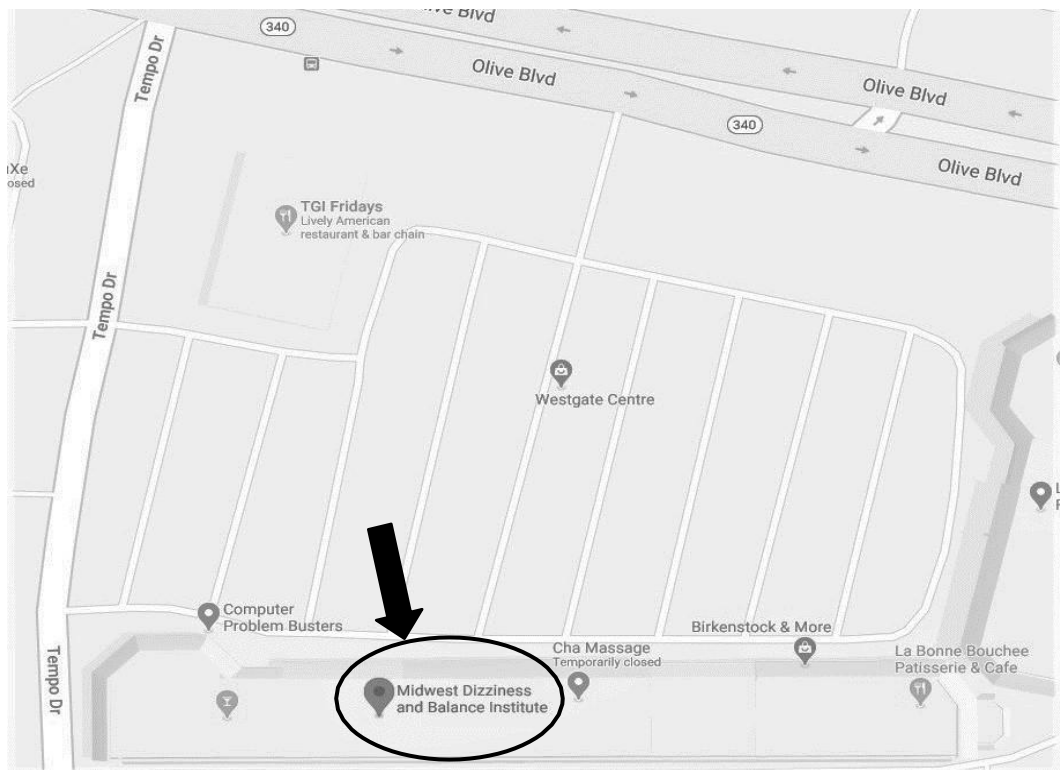 Blvd
340
Tempo Dr
Olive Blvd
Olive Blvd
340
Olive Blvd
TGI Fridays
Lively American
restaurant & bar chain
Tempo Dr
Westgate Centre
Computer
Problem Busters
Birkenstock & More
Cha Massage
Temporarily closed
La Bonne Bouchee
Patisserie & Cafe
Tempo Dr
Midwest Dizziness
and Balance Institute